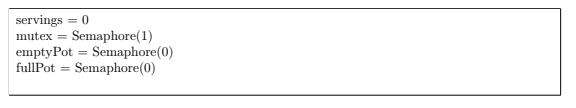 servings = 0
mutex = Semaphore(1)
emptyPot = Semaphore(0)
fullPot = Semaphore(0)